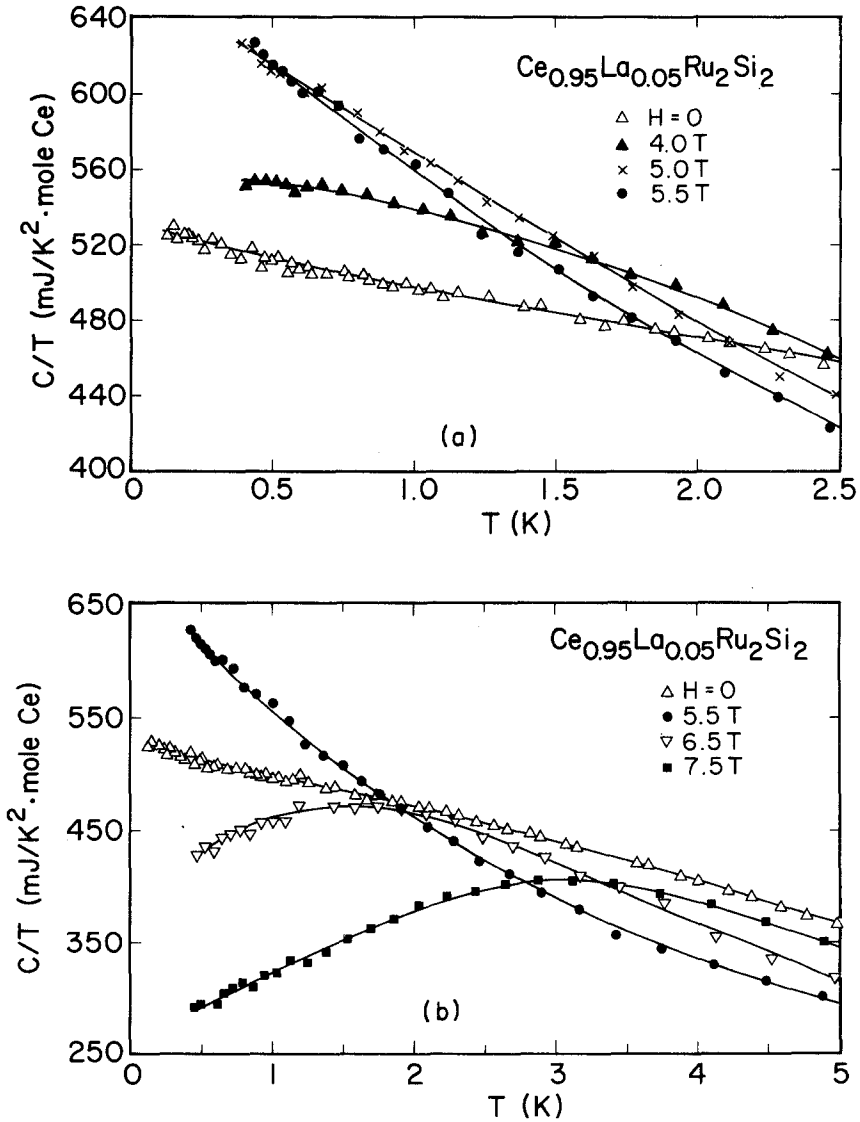 640
600
560
520
480
440
400
C/T (mJ/K²·mole Ce)
Ce₀.₉₅La₀.₀₅Ru₂Si₂
△ H = 0
▲ 4.0 T
× 5.0 T
● 5.5 T
(a)
0 0.5 1.0 1.5 2.0 2.5
T (K)
650
550
450
350
250
C/T (mJ/K²·mole Ce)
Ce₀.₉₅La₀.₀₅Ru₂Si₂
△ H = 0
● 5.5 T
▽ 6.5 T
■ 7.5 T
(b)
0 1 2 3 4 5
T (K)